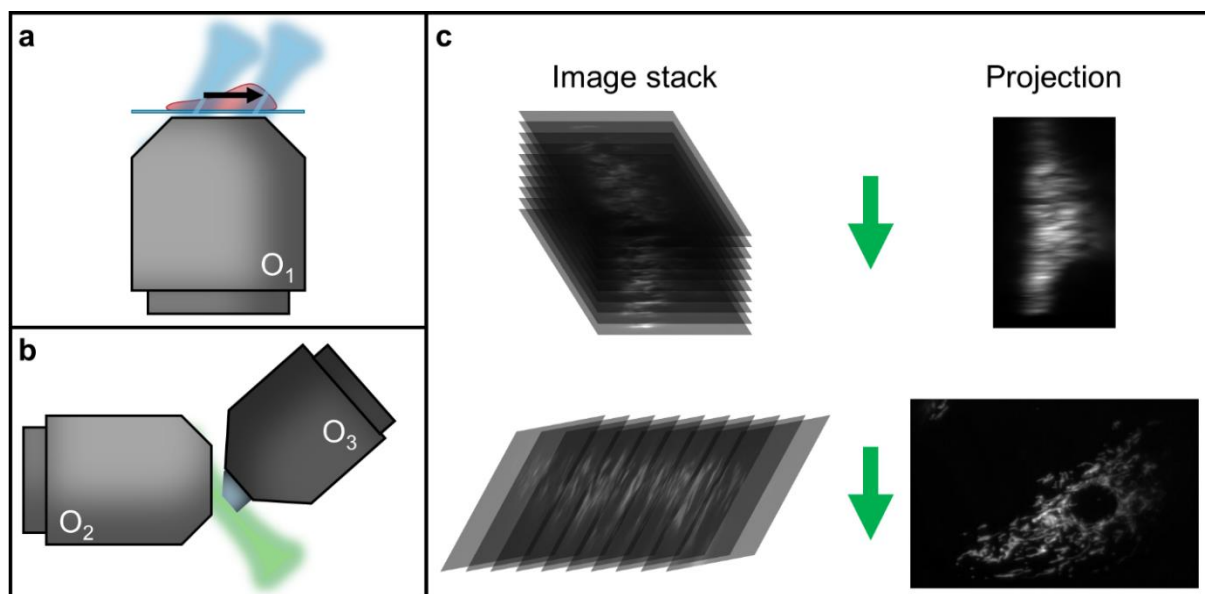 a
O₁
b
O₂
O₃
c
Image stack
Projection